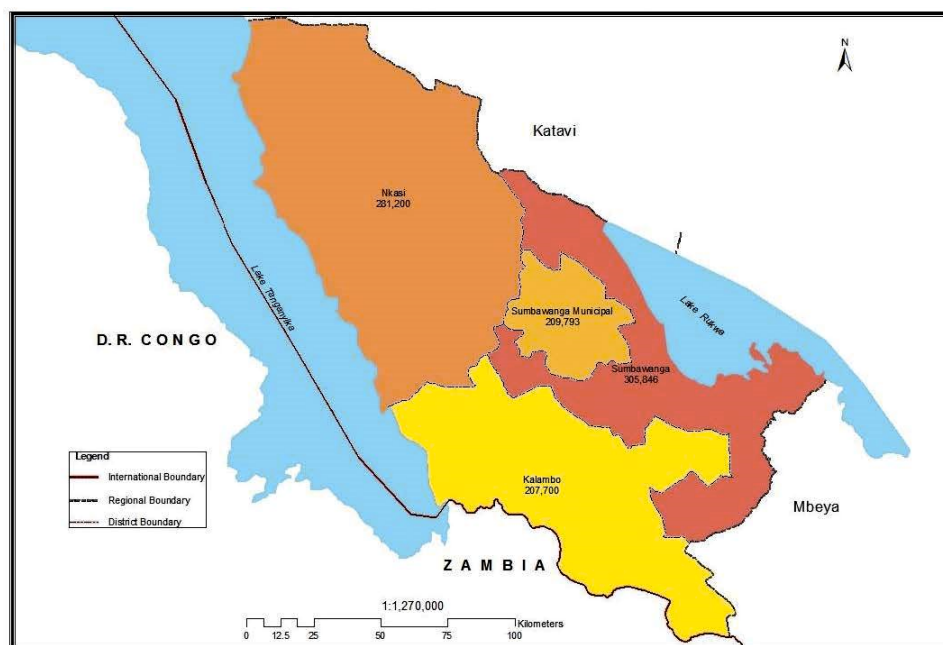 N
Katavi
Nkasi
281,200
Lake Tanganyika
Sumbawanga Municipal
209,793
Lake Rukwa
D.R. CONGO
Sumbawanga
305,846
Legend
International Boundary
Regional Boundary
District Boundary
Kalambo
207,700
Mbeya
ZAMBIA
1:1,270,000
Kilometers
0 12.5 25 50 75 100